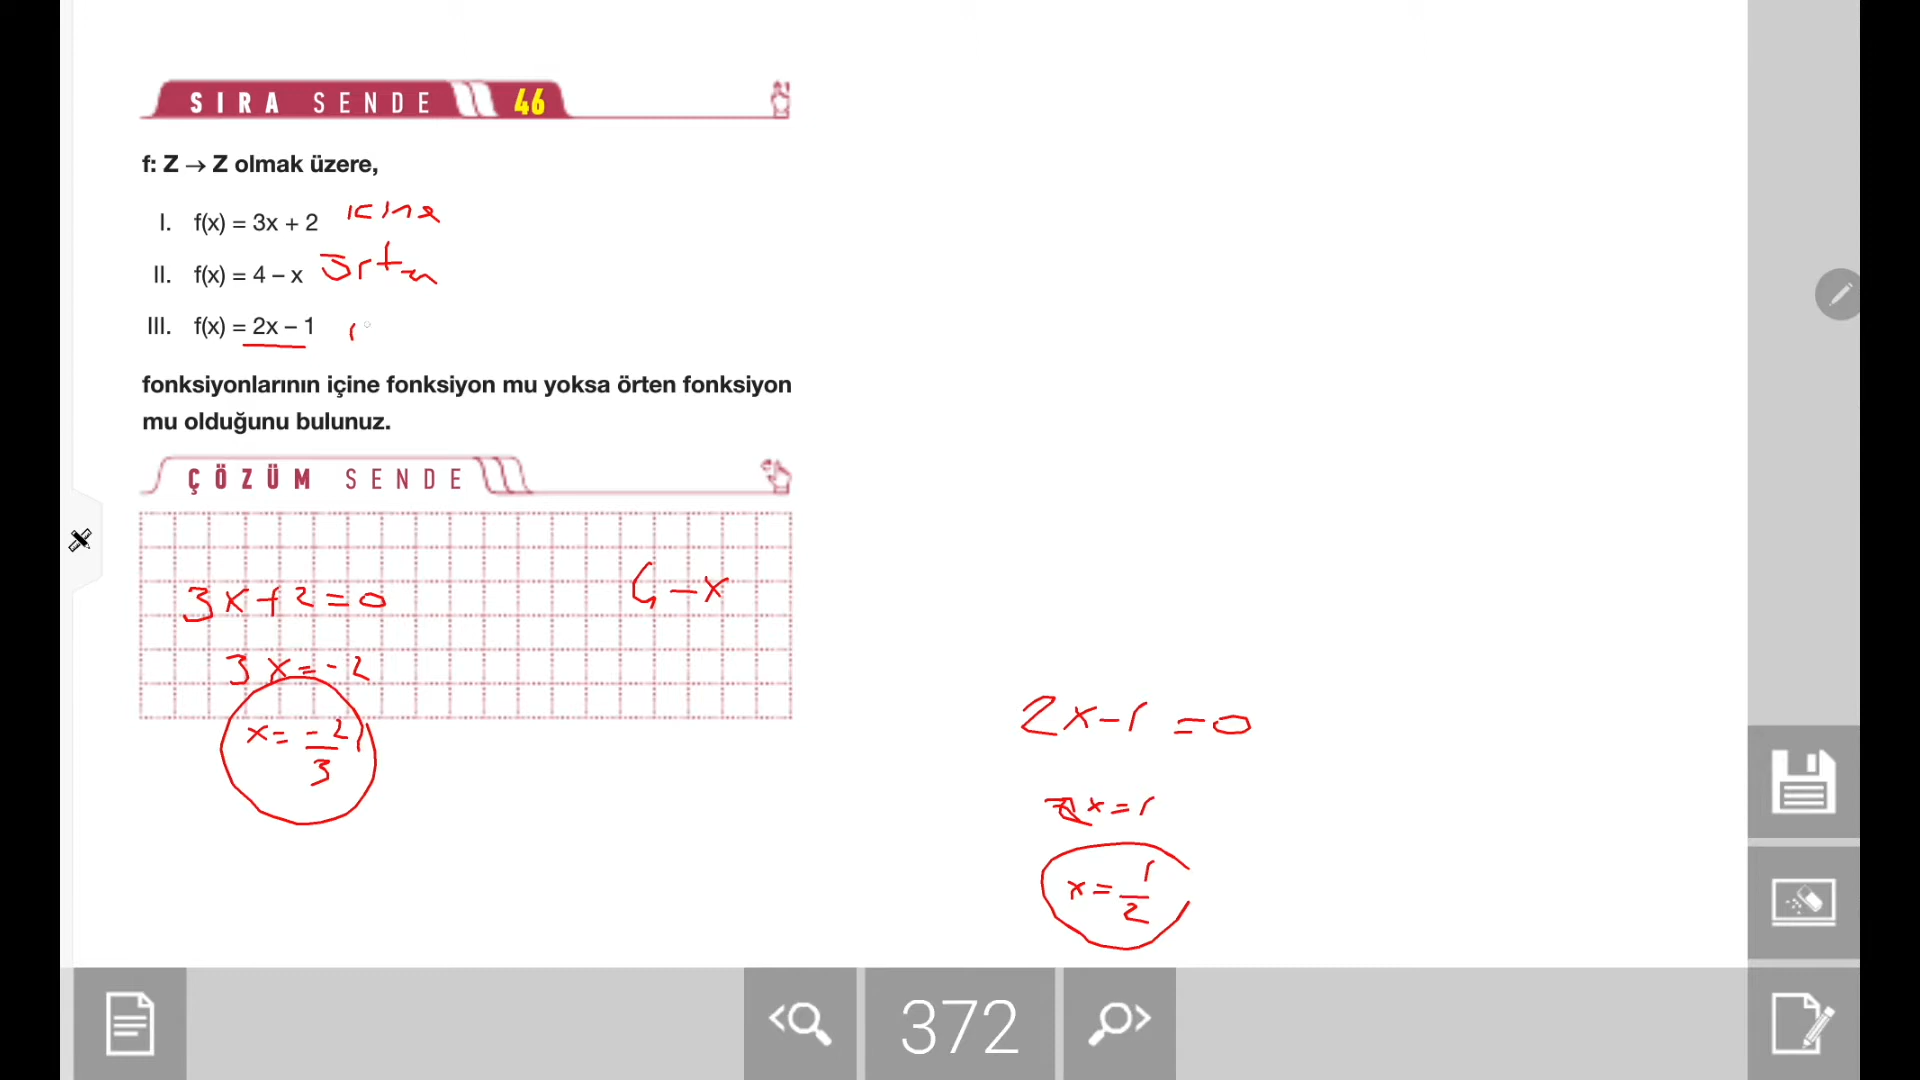 SIRA SENDE 46
f: Z → Z olmak üzere,
I. f(x) = 3x + 2 içine
II. f(x) = 4 – x örten
III. f(x) = 2x – 1
fonksiyonlarının içine fonksiyon mu yoksa örten fonksiyon
mu olduğunu bulunuz.
ÇÖZÜM SENDE
3x+2=0
3x=-2
x=-2/3
4-x
2x-1=0
2x=1
x=1/2
372